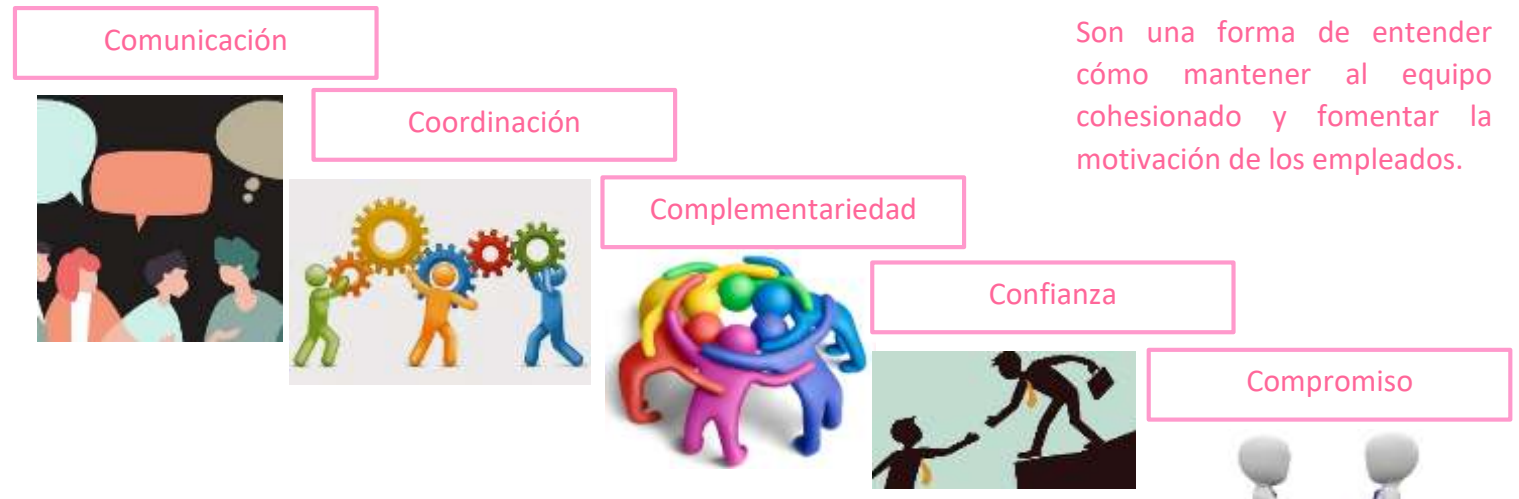 Comunicación
Coordinación
Complementariedad
Confianza
Compromiso
Son una forma de entender
cómo mantener al equipo
cohesionado y fomentar la
motivación de los empleados.